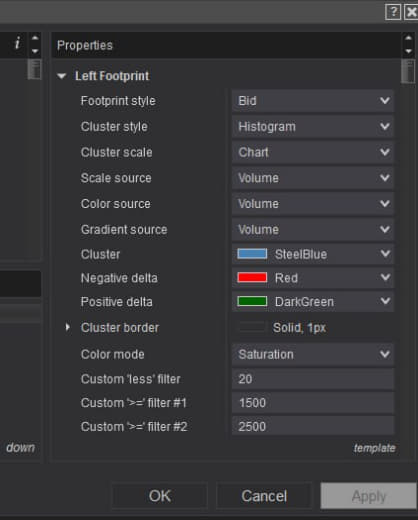 ?
i
Properties
Left Footprint
Footprint style Bid
Cluster style Histogram
Cluster scale Chart
Scale source Volume
Color source Volume
Gradient source Volume
Cluster SteelBlue
Negative delta Red
Positive delta DarkGreen
Cluster border Solid, 1px
Color mode Saturation
Custom 'less' filter 20
Custom '>=' filter #1 1500
Custom '>=' filter #2 2500
down template
OK Cancel Apply